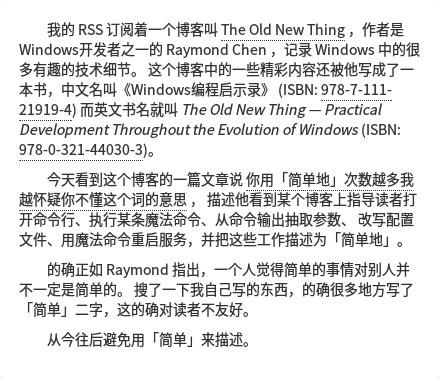 我的 RSS 订阅着一个博客叫 The Old New Thing ，作者是
Windows开发者之一的 Raymond Chen ，记录 Windows 中的很
多有趣的技术细节。 这个博客中的一些精彩内容还被他写成了一
本书，中文名叫《Windows编程启示录》 (ISBN: 978-7-111-
21919-4) 而英文书名就叫 The Old New Thing — Practical
Development Throughout the Evolution of Windows (ISBN:
978-0-321-44030-3)。
今天看到这个博客的一篇文章说 你用「简单地」次数越多我
越怀疑你不懂这个词的意思 ， 描述他看到某个博客上指导读者打
开命令行、执行某条魔法命令、从命令输出抽取参数、 改写配置
文件、用魔法命令重启服务，并把这些工作描述为「简单地」。
的确正如 Raymond 指出，一个人觉得简单的事情对别人并
不一定是简单的。 搜了一下我自己写的东西，的确很多地方写了
「简单」二字，这的确对读者不友好。
从今往后避免用「简单」来描述。